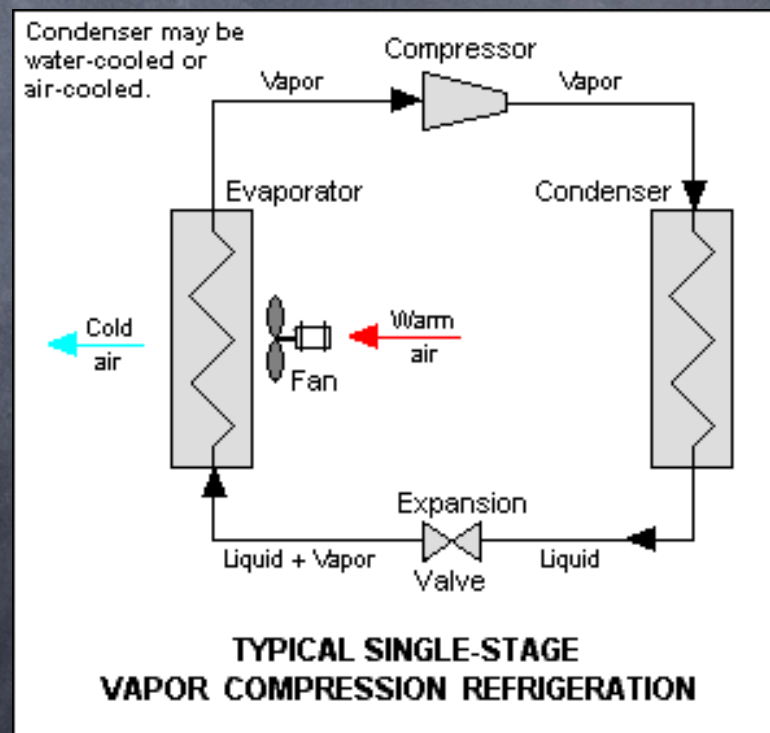 Condenser may be
water-cooled or
air-cooled.
Compressor
Vapor
Vapor
Evaporator
Condenser
Cold
air
Warm
air
Fan
Expansion
Valve
Liquid + Vapor
Liquid
TYPICAL SINGLE-STAGE
VAPOR COMPRESSION REFRIGERATION